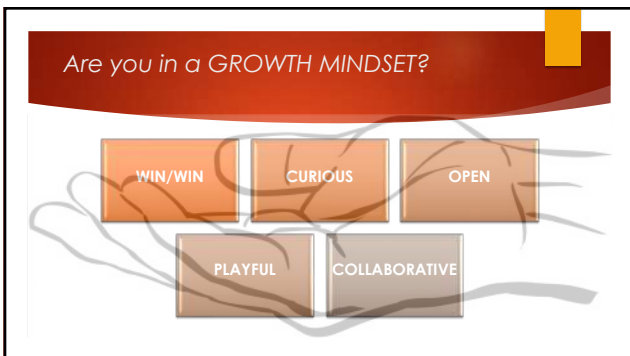 Are you in a GROWTH MINDSET?
WIN/WIN
CURIOUS
OPEN
PLAYFUL
COLLABORATIVE